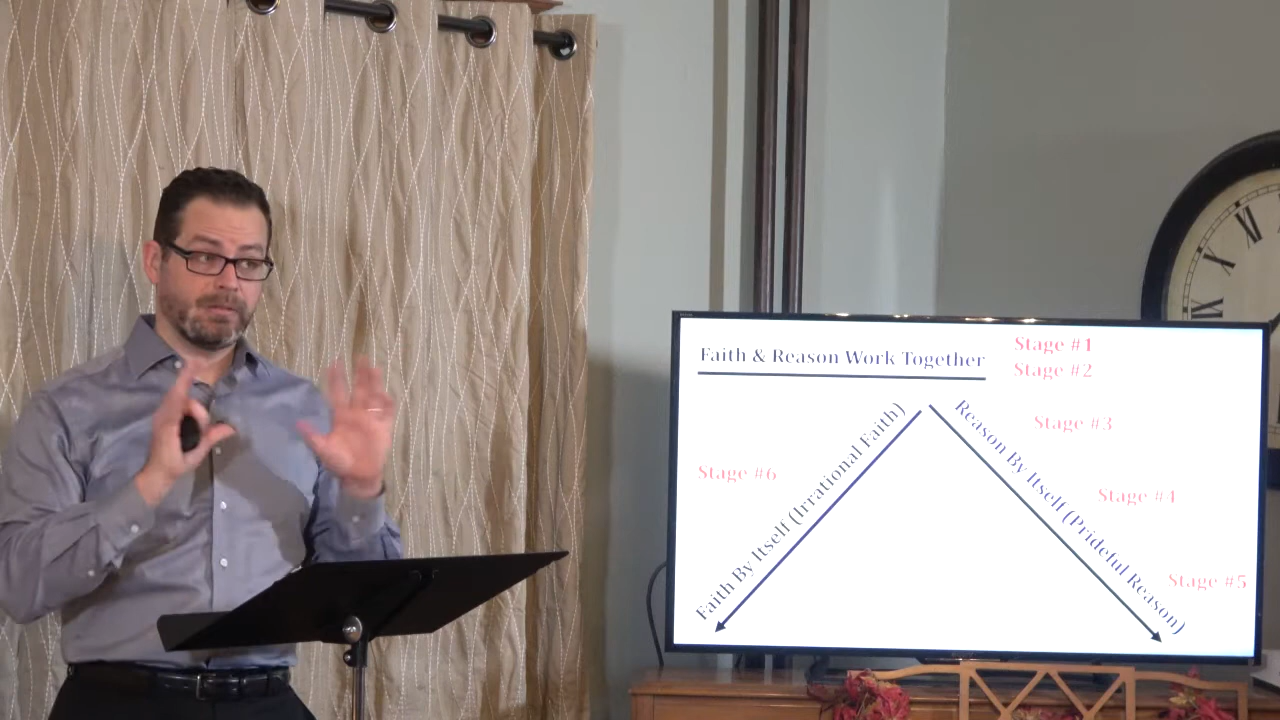 Faith & Reason Work Together
Stage #1
Stage #2
Stage #3
Stage #6
Faith By Itself (Irrational Faith)
Reason By Itself (Prideful Reason)
Stage #4
Stage #5